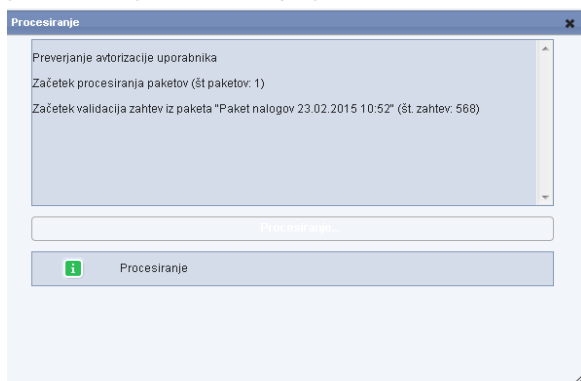 Procesiranje
Preverjanje avtorizacije uporabnika
Začetek procesiranja paketov (št paketov: 1)
Začetek validacija zahtev iz paketa "Paket nalogov 23.02.2015 10:52" (št. zahtev: 568)
Procesiranje...
Procesiranje